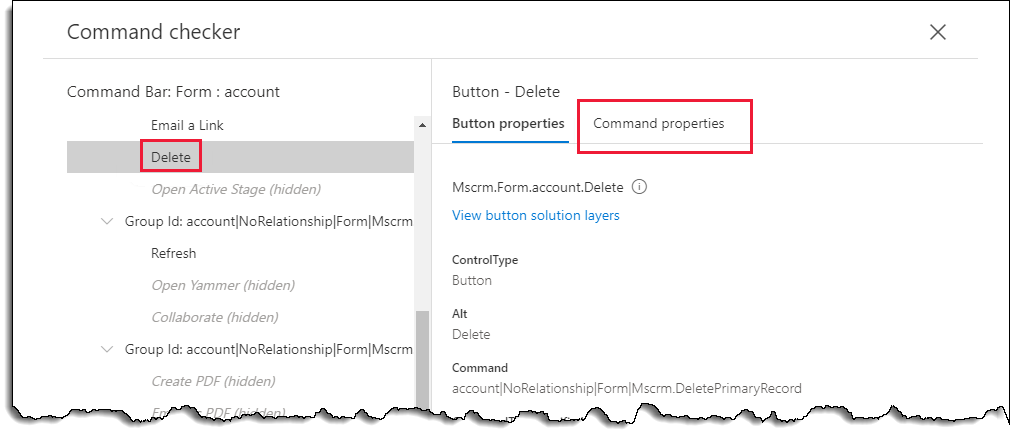 Command checker
Command Bar: Form : account
Email a Link
Delete
Open Active Stage (hidden)
Group Id: account|NoRelationship|Form|Mscrm
Refresh
Open Yammer (hidden)
Collaborate (hidden)
Group Id: account|NoRelationship|Form|Mscrm
Create PDF (hidden)
PDF (hidden)
Button - Delete
Button properties
Command properties
Mscrm.Form.account.Delete
View button solution layers
ControlType
Button
Alt
Delete
Command
account|NoRelationship|Form|Mscrm.DeletePrimaryRecord